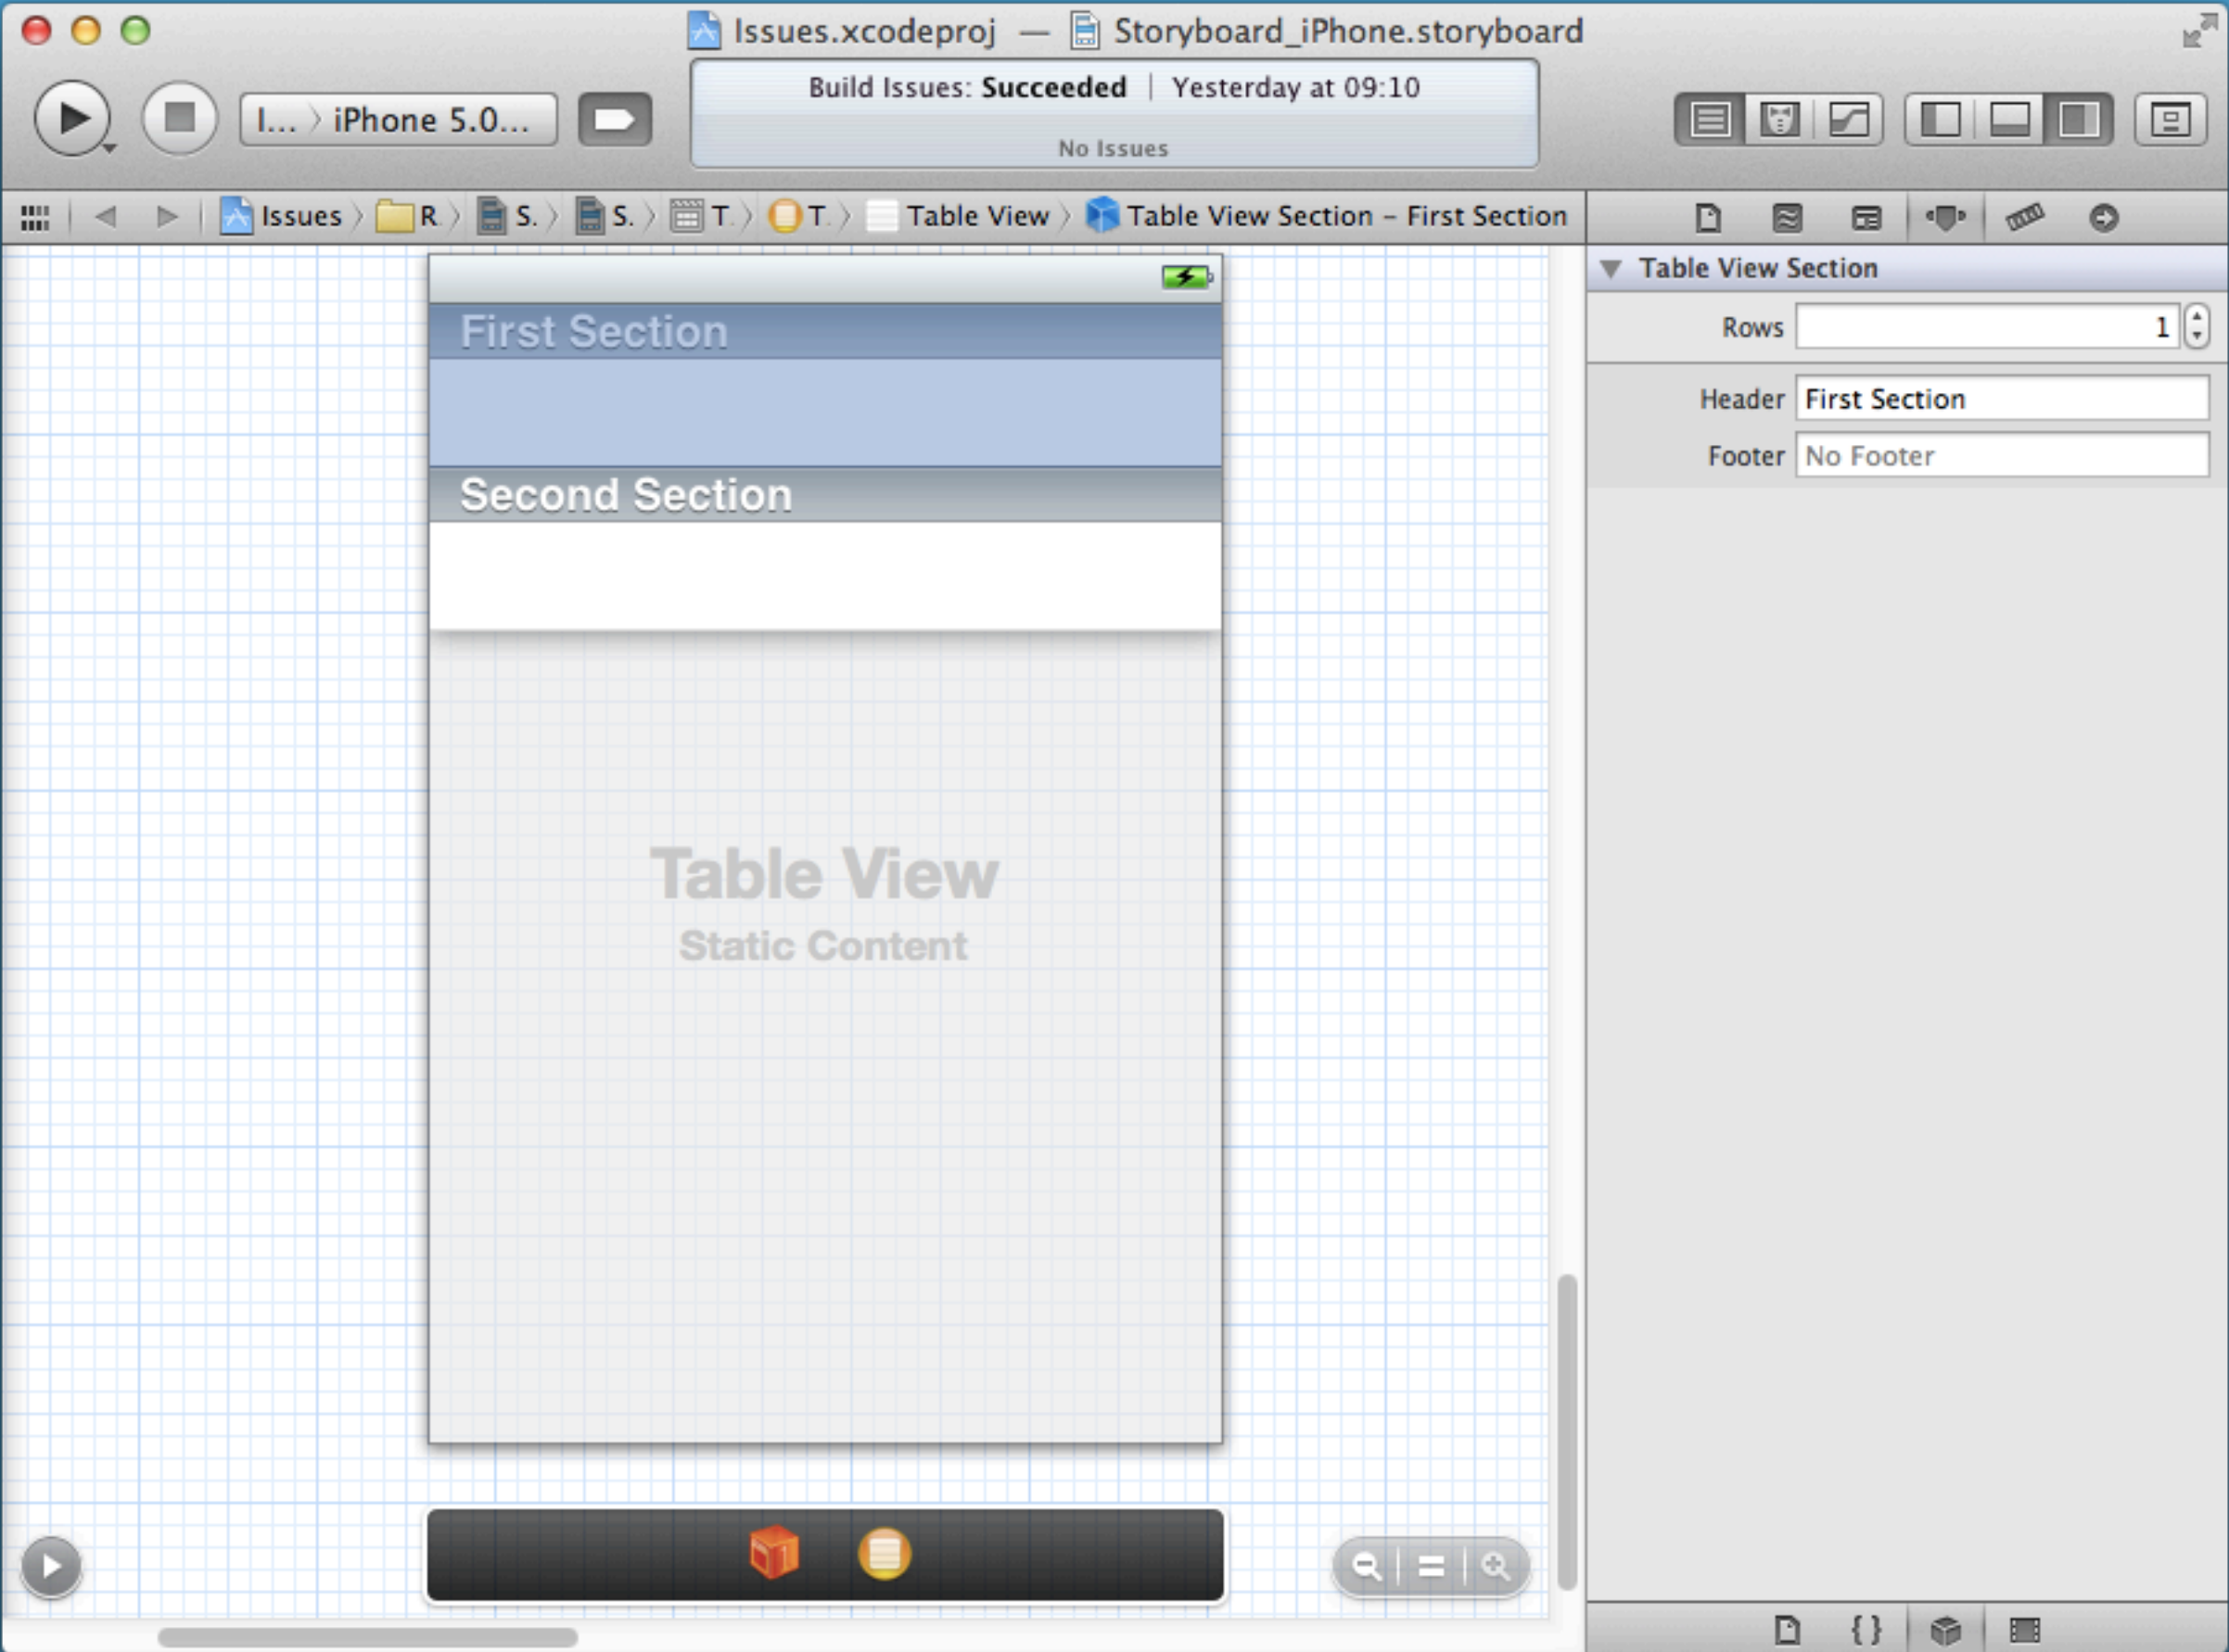 Issues.xcodeproj — Storyboard_iPhone.storyboard
I... iPhone 5.0...
Build Issues: Succeeded | Yesterday at 09:10
No Issues
Issues R. S. S. T. T. Table View Table View Section – First Section
Table View Section
Rows 1
Header First Section
Footer No Footer
First Section
Second Section
Table View
Static Content